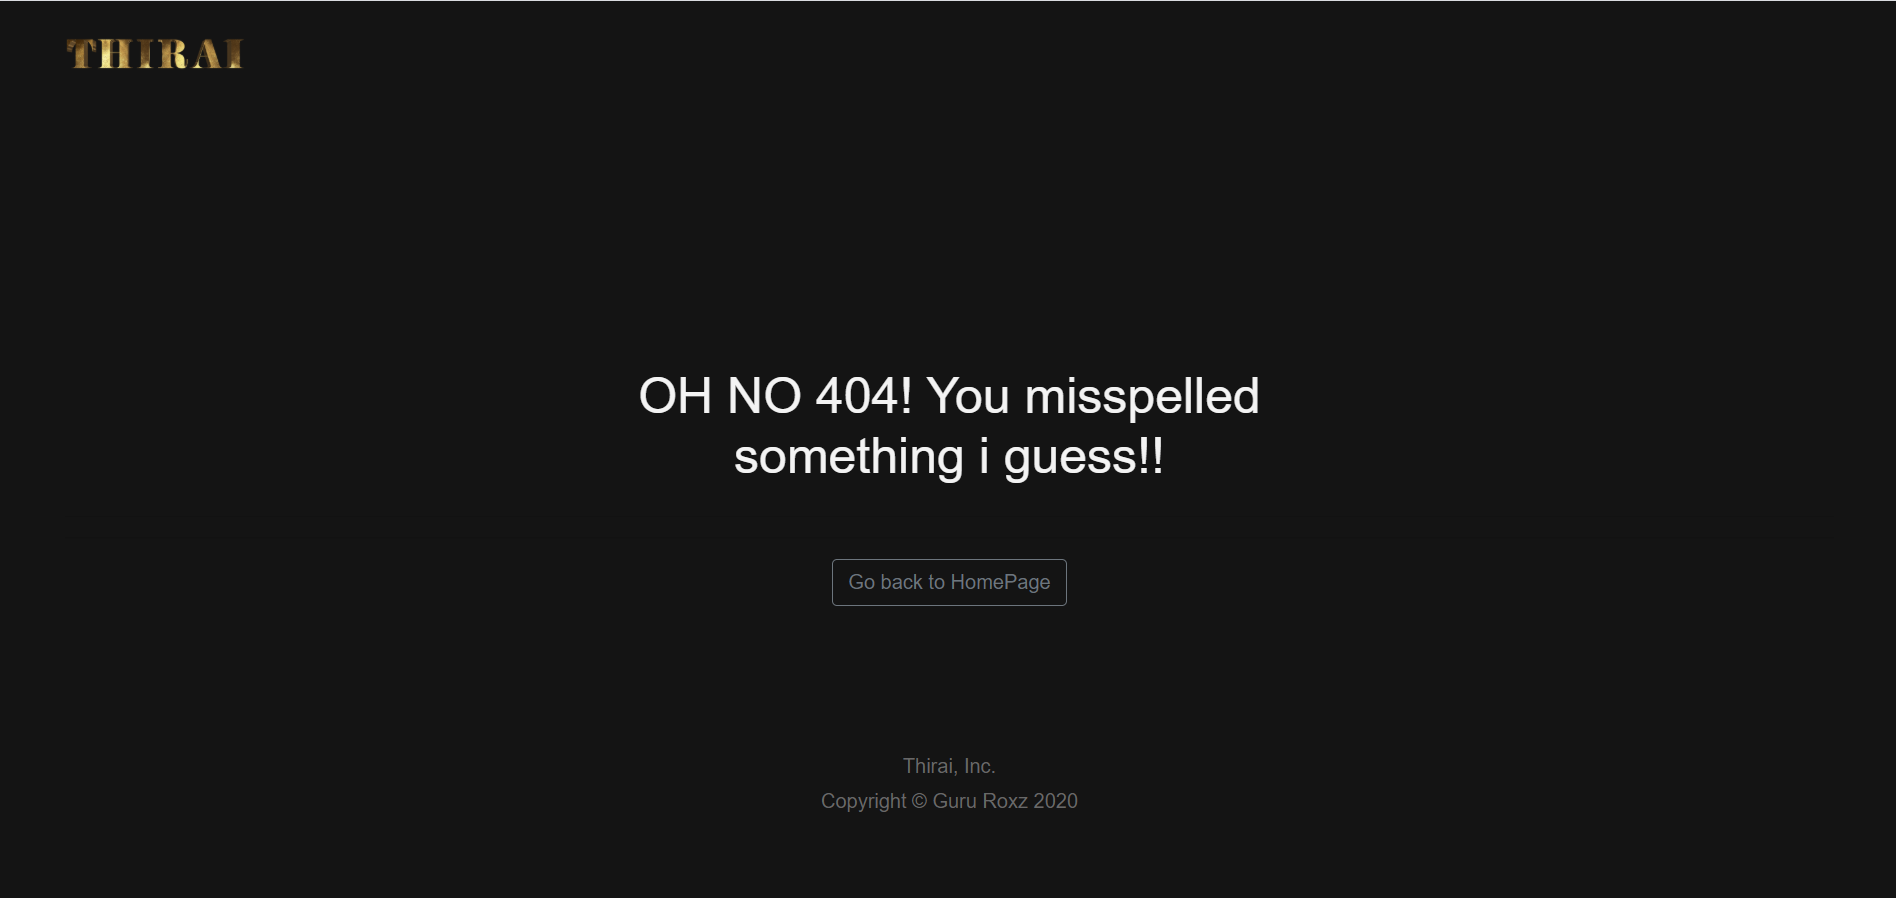 THIRAI
OH NO 404! You misspelled
something i guess!!
Go back to HomePage
Thirai, Inc.
Copyright © Guru Roxz 2020